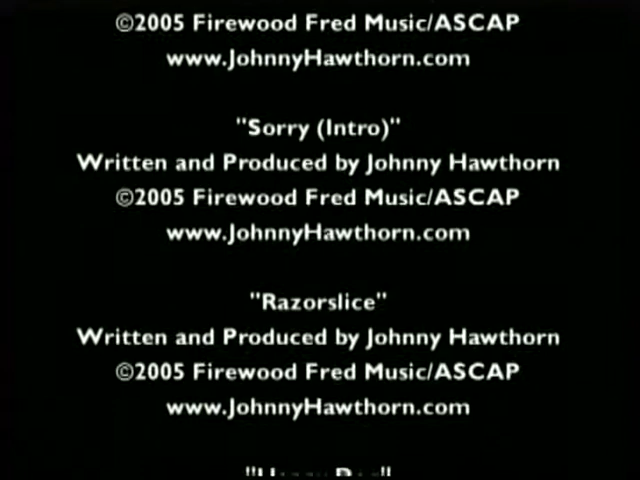 ©2005 Firewood Fred Music/ASCAP
www.JohnnyHawthorn.com
"Sorry (Intro)"
Written and Produced by Johnny Hawthorn
©2005 Firewood Fred Music/ASCAP
www.JohnnyHawthorn.com
"Razorslice"
Written and Produced by Johnny Hawthorn
©2005 Firewood Fred Music/ASCAP
www.JohnnyHawthorn.com